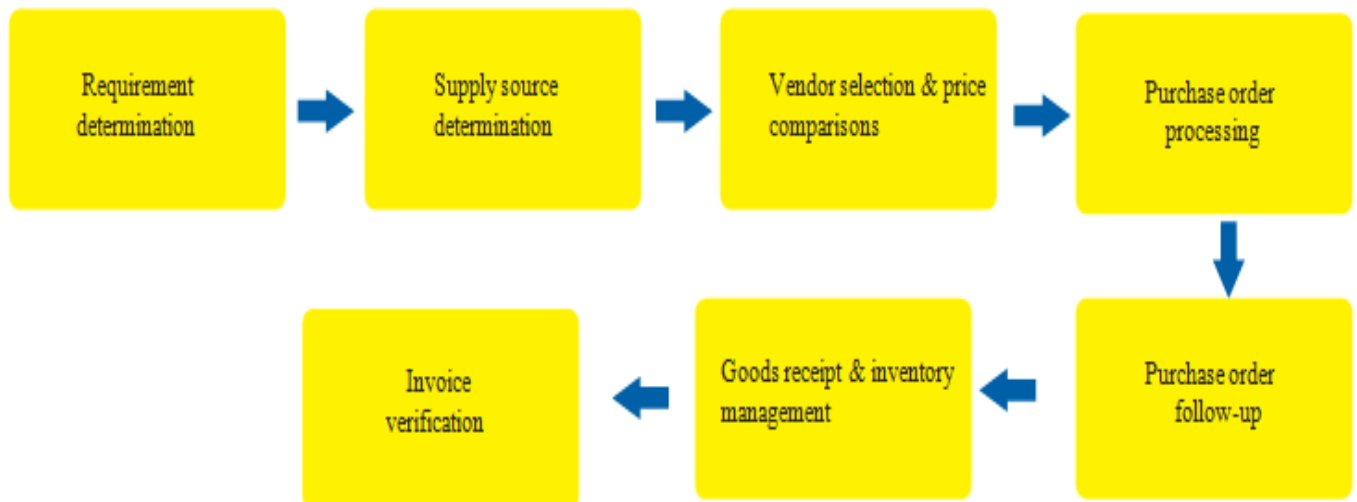 Requirement
determination
Supply source
determination
Vendor selection & price
comparisons
Purchase order
processing
Purchase order
follow-up
Goods receipt & inventory
management
Invoice
verification